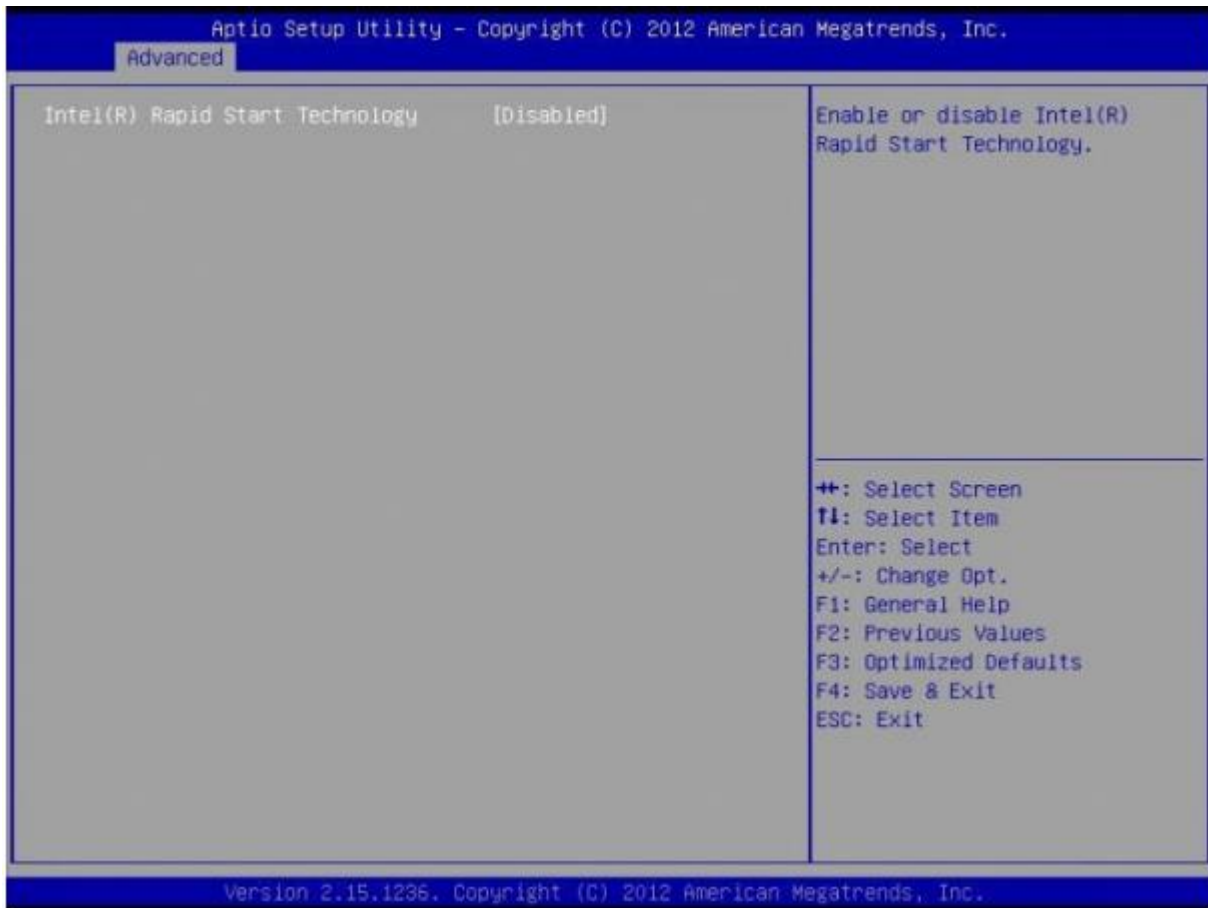 Aptio Setup Utility – Copyright (C) 2012 American Megatrends, Inc.
Advanced
Intel(R) Rapid Start Technology [Disabled]
Enable or disable Intel(R)
Rapid Start Technology.
→←: Select Screen
↑↓: Select Item
Enter: Select
+/-: Change Opt.
F1: General Help
F2: Previous Values
F3: Optimized Defaults
F4: Save & Exit
ESC: Exit
Version 2.15.1236. Copyright (C) 2012 American Megatrends, Inc.